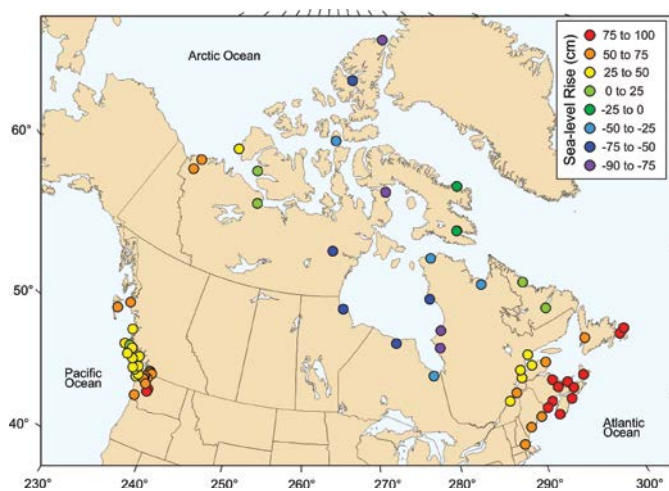 Arctic Ocean
75 to 100
50 to 75
25 to 50
0 to 25
-25 to 0
-50 to -25
-75 to -50
-90 to -75
Sea-level Rise (cm)
60°
50°
40°
Pacific
Ocean
Atlantic
Ocean
230°
240°
250°
260°
270°
280°
290°
300°